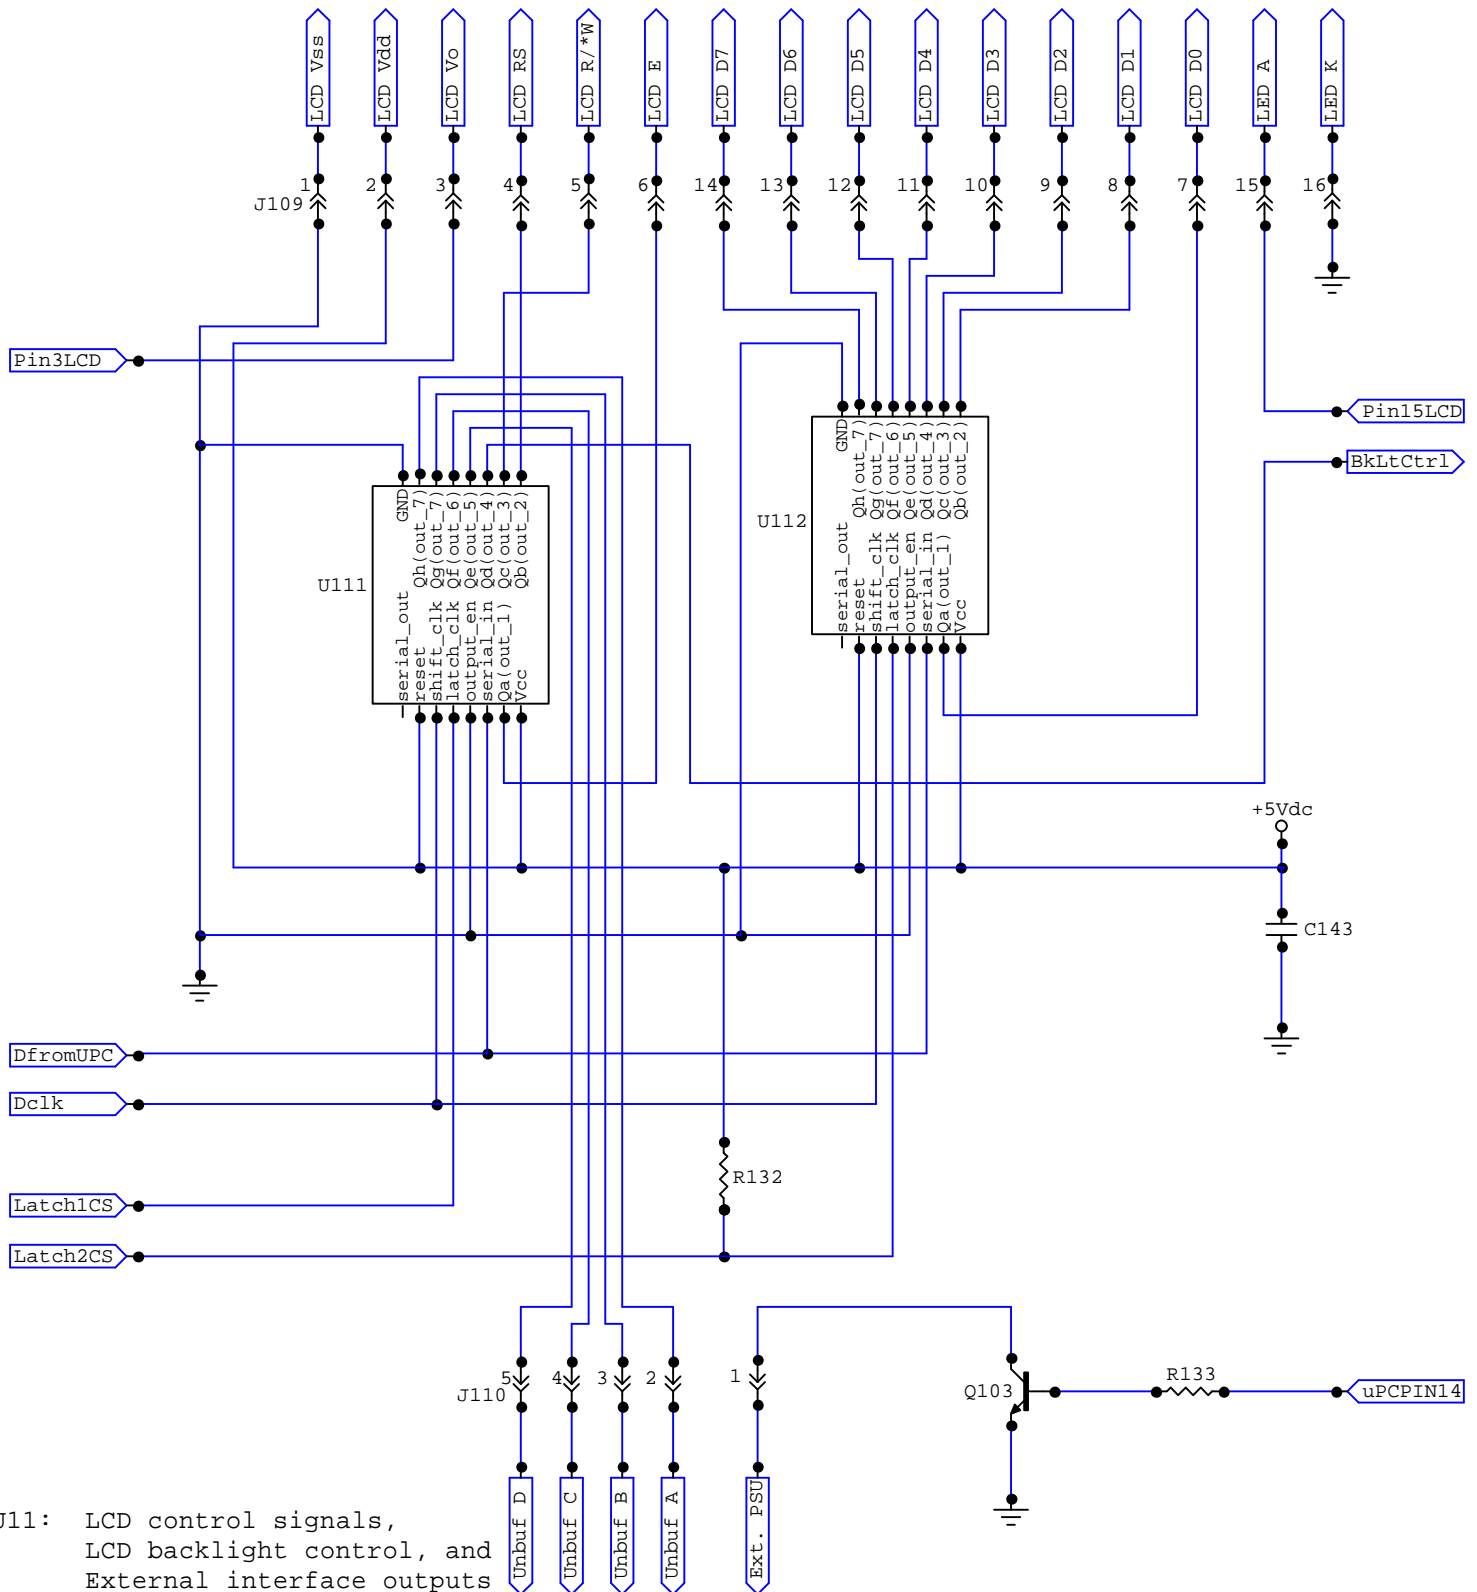 LCD Vss
LCD Vdd
LCD Vo
LCD RS
LCD R/*W
LCD E
LCD D7
LCD D6
LCD D5
LCD D4
LCD D3
LCD D2
LCD D1
LCD D0
LED A
LED K
1
2
3
4
5
6
14
13
12
11
10
9
8
7
15
16
J109
Pin3LCD
Pin15LCD
BkLtCtrl
U111
GND
Qh(out_7)
Qg(out_7)
Qf(out_6)
Qe(out_5)
Qd(out_4)
Qc(out_3)
Qb(out_2)
serial_out
reset
shift_clk
latch_clk
output_en
serial_in
Qa(out_1)
Vcc
U112
GND
Qh(out_7)
Qg(out_7)
Qf(out_6)
Qe(out_5)
Qd(out_4)
Qc(out_3)
Qb(out_2)
serial_out
reset
shift_clk
latch_clk
output_en
serial_in
Qa(out_1)
Vcc
+5Vdc
C143
DfromUPC
Dclk
R132
Latch1CS
Latch2CS
5
4
3
2
1
J110
Q103
R133
uPCPIN14
Unbuf D
Unbuf C
Unbuf B
Unbuf A
Ext. PSU
J11: LCD control signals,
LCD backlight control, and
External interface outputs